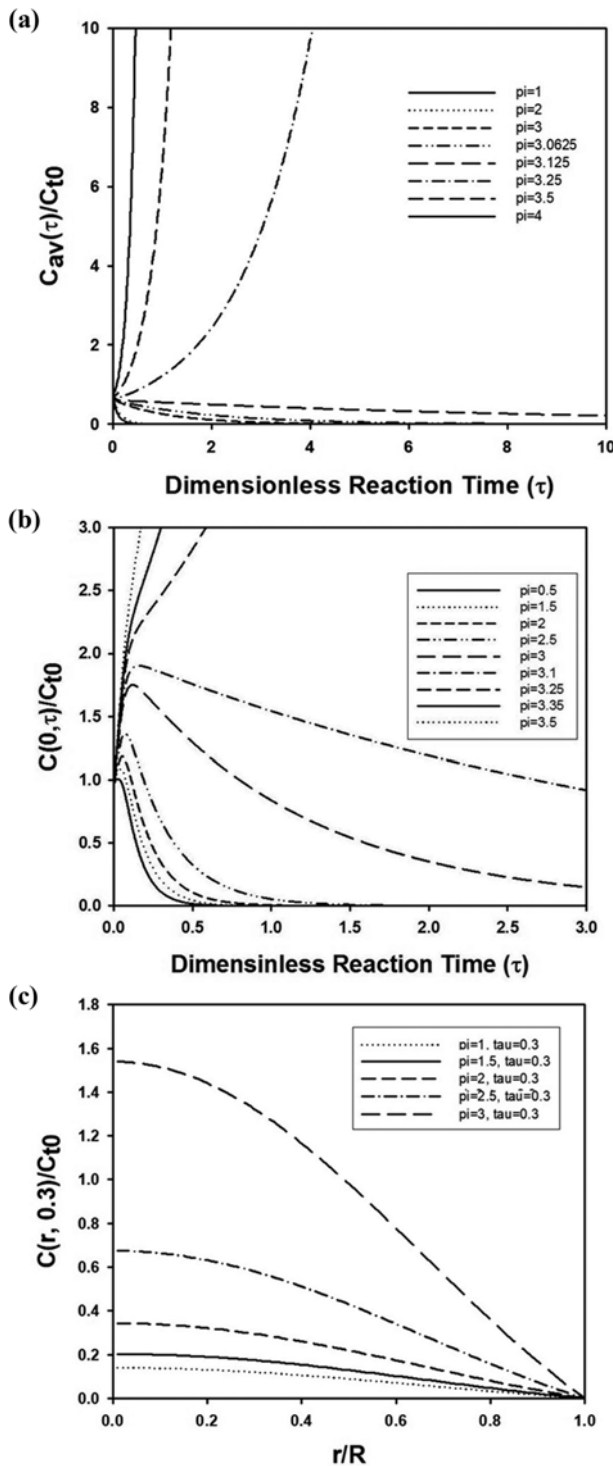 (a)
10
8
6
4
2
0
Cav(τ)/Ct0
pi=1
pi=2
pi=3
pi=3.0625
pi=3.125
pi=3.25
pi=3.5
pi=4
0 2 4 6 8 10
Dimensionless Reaction Time (τ)
(b)
3.0
2.5
2.0
1.5
1.0
0.5
0.0
C(0,τ)/Ct0
pi=0.5
pi=1.5
pi=2
pi=2.5
pi=3
pi=3.1
pi=3.25
pi=3.35
pi=3.5
0.0 0.5 1.0 1.5 2.0 2.5 3.0
Dimensinless Reaction Time (τ)
(c)
1.8
1.6
1.4
1.2
1.0
0.8
0.6
0.4
0.2
0.0
C(r, 0.3)/Ct0
pi=1, tau=0.3
pi=1.5, tau=0.3
pi=2, tau=0.3
pi=2.5, tau=0.3
pi=3, tau=0.3
0.0 0.2 0.4 0.6 0.8 1.0
r/R